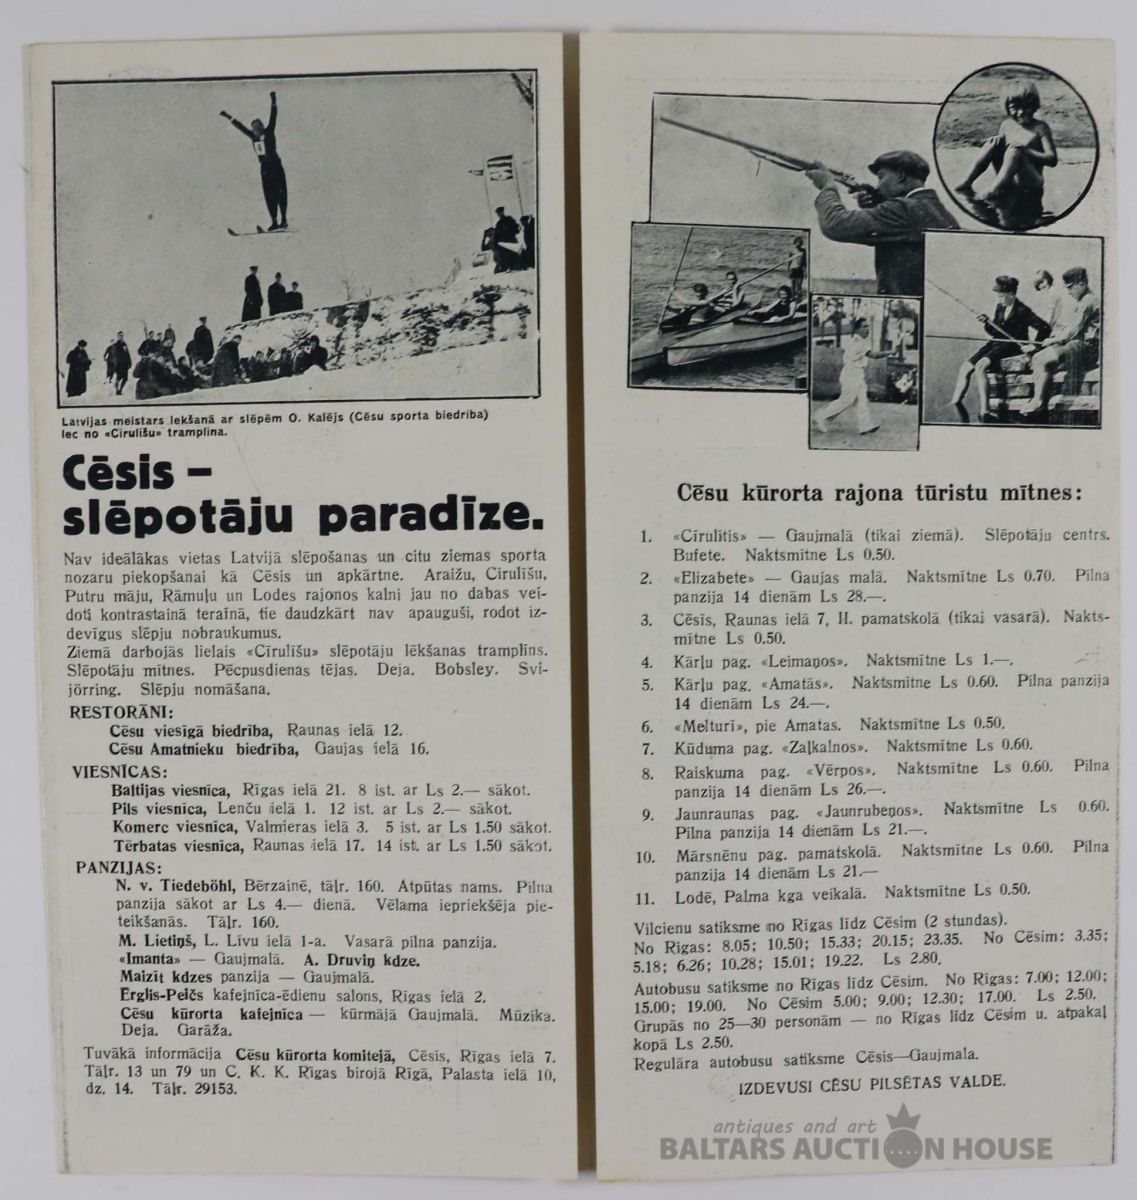 Latvijas meistars lekšanā ar slēpēm O. Kalējs (Cēsu sporta biedrība)
lec no «Cīrulīšu» tramplina.
Cēsis –
slēpotāju paradīze.
Nav ideālākas vietas Latvijā slēpošanas un citu ziemas sporta
nozaru piekopšanai kā Cēsis un apkārtne. Araižu, Cīrulīšu,
Putru māju, Rāmuļu un Lodes rajonos kalni jau no dabas vei-
doti kontrastainā teraīnā, tie daudzkārt nav apauguši, rodot iz-
devīgus slēpju nobraukumus.
Ziemā darbojās lielais «Cīrulīšu» slēpotāju lēkšanas tramplīns.
Slēpotāju mītnes. Pēcpusdienas tējas. Deja. Bobsley. Svi-
jörring. Slēpju nomāšana.
RESTORĀNI:
Cēsu viesīgā biedrība, Raunas ielā 12.
Cēsu Amatnieku biedrība, Gaujas ielā 16.
VIESNĪCAS:
Baltijas viesnīca, Rīgas ielā 21. 8 ist. ar Ls 2.— sākot.
Pils viesnīca, Lenču ielā 1. 12 ist. ar Ls 2.— sākot.
Komerc viesnīca, Valmieras ielā 3. 5 ist. ar Ls 1.50 sākot.
Tērbatas viesnīca, Raunas ielā 17. 14 ist. ar Ls 1.50 sākot.
PANZIJAS:
N. v. Tiedeböhl, Bērzainē, tāļr. 160. Atpūtas nams. Pilna
panzija sākot ar Ls 4.— dienā. Vēlama iepriekšēja pie-
teikšanās. Tāļr. 160.
M. Lietiņš, L. Līvu ielā 1-a. Vasarā pilna panzija.
«Imanta» — Gaujmalā. A. Druviņ kdze.
Maizīt kdzes panzija — Gaujmalā.
Erglis-Peičs kafejnīca-ēdienu salons, Rīgas ielā 2.
Cēsu kūrorta kafejnīca — kūrmājā Gaujmalā. Mūzika.
Deja. Garāža.
Tuvākā informācija Cēsu kūrorta komitejā, Cēsis, Rīgas ielā 7.
Tāļr. 13 un 79 un C. K. K. Rīgas birojā Rīgā, Palasta ielā 10,
dz. 14. Tāļr. 29153.
Cēsu kūrorta rajona tūristu mītnes:
1. «Cīrulītis» — Gaujmalā (tikai ziemā). Slēpotāju centrs.
Bufete. Naktsmītne Ls 0.50.
2. «Elizabete» — Gaujas malā. Naktsmītne Ls 0.70. Pilna
panzija 14 dienām Ls 28.—.
3. Cēsīs, Raunas ielā 7, II. pamatskolā (tikai vasarā). Nakts-
mītne Ls 0.50.
4. Kārļu pag. «Leimaņos». Naktsmītne Ls 1.—.
5. Kārļu pag. «Amatās». Naktsmītne Ls 0.60. Pilna panzija
14 dienām Ls 24.—.
6. «Melturī», pie Amatas. Naktsmītne Ls 0.50.
7. Kūduma pag. «Zaļkalnos». Naktsmītne Ls 0.60.
8. Raiskuma pag. «Vērpos». Naktsmītne Ls 0.60. Pilna
panzija 14 dienām Ls 26.—.
9. Jaunraunas pag. «Jaunrubeņos». Naktsmītne Ls 0.60.
Pilna panzija 14 dienām Ls 21.—.
10. Mārsnēnu pag. pamatskolā. Naktsmītne Ls 0.60. Pilna
panzija 14 dienām Ls 21.—
11. Lodē, Palma kga veikalā. Naktsmītne Ls 0.50.
Vilcienu satiksme no Rīgas līdz Cēsim (2 stundas).
No Rīgas: 8.05; 10.50; 15.33; 20.15; 23.35. No Cēsim: 3.35;
5.18; 6.26; 10.28; 15.01; 19.22. Ls 2.80.
Autobusu satiksme no Rīgas līdz Cēsim. No Rīgas: 7.00; 12.00;
15.00; 19.00. No Cēsim 5.00; 9.00; 12.30; 17.00. Ls 2.50.
Grupās no 25—30 personām — no Rīgas līdz Cēsim u. atpakaļ
kopā Ls 2.50.
Regulāra autobusu satiksme Cēsis—Gaujmala.
IZDEVUSI CĒSU PILSĒTAS VALDE.
antiques and art
BALTARS AUCTION HOUSE